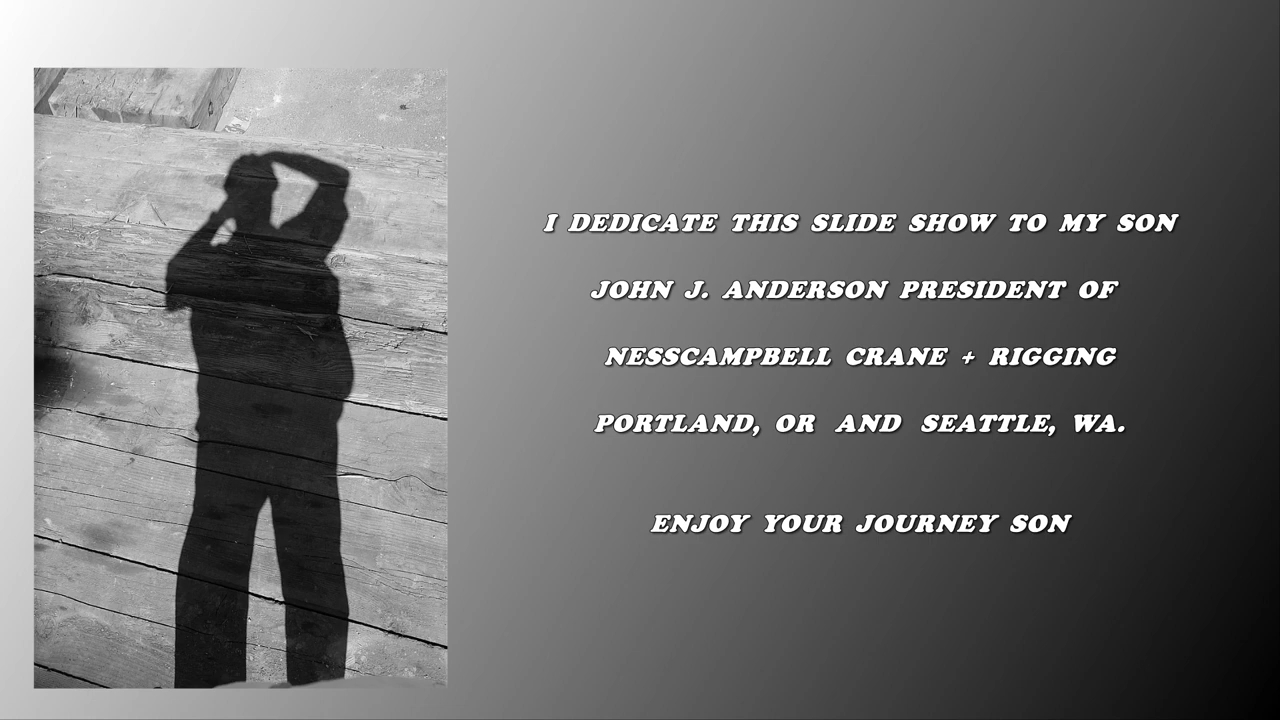 I DEDICATE THIS SLIDE SHOW TO MY SON
JOHN J. ANDERSON PRESIDENT OF
NESSCAMPBELL CRANE + RIGGING
PORTLAND, OR AND SEATTLE, WA.
ENJOY YOUR JOURNEY SON